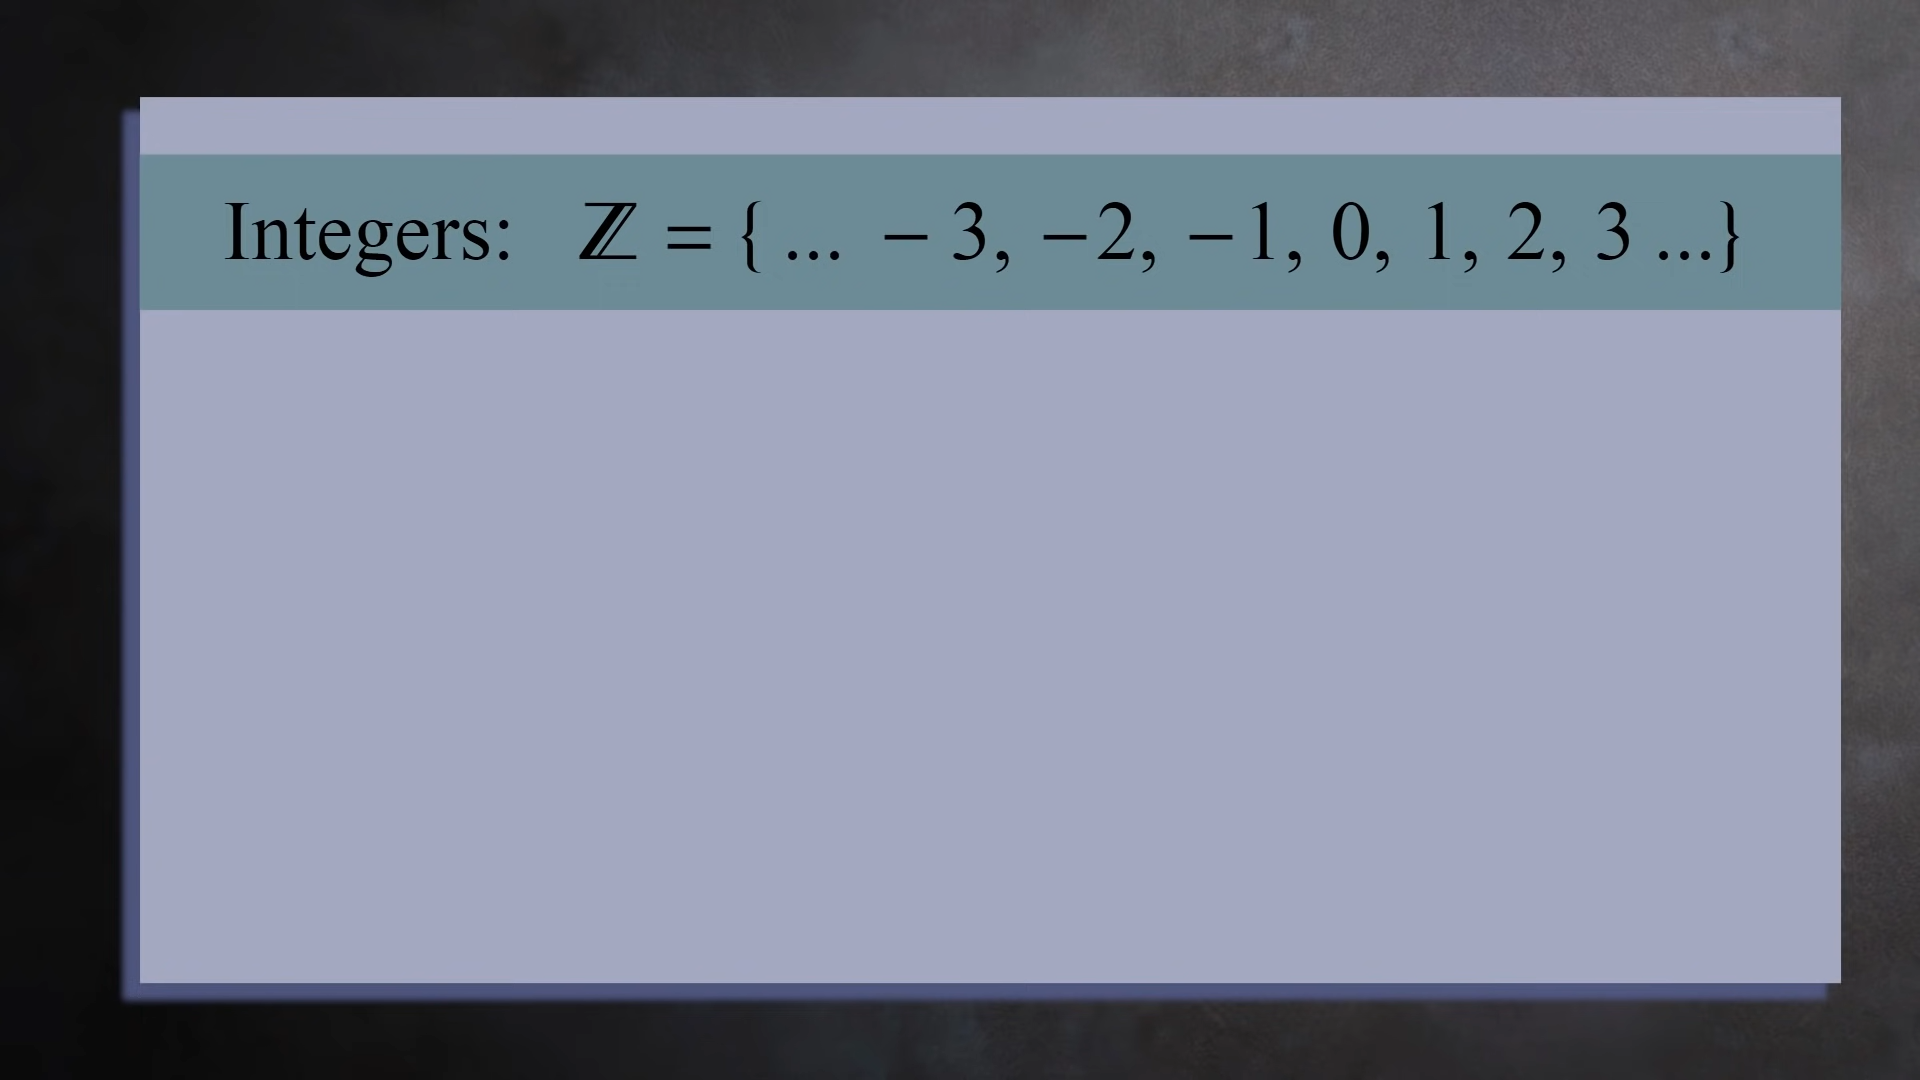 Integers: ℤ = { ... − 3, −2, −1, 0, 1, 2, 3 ...}